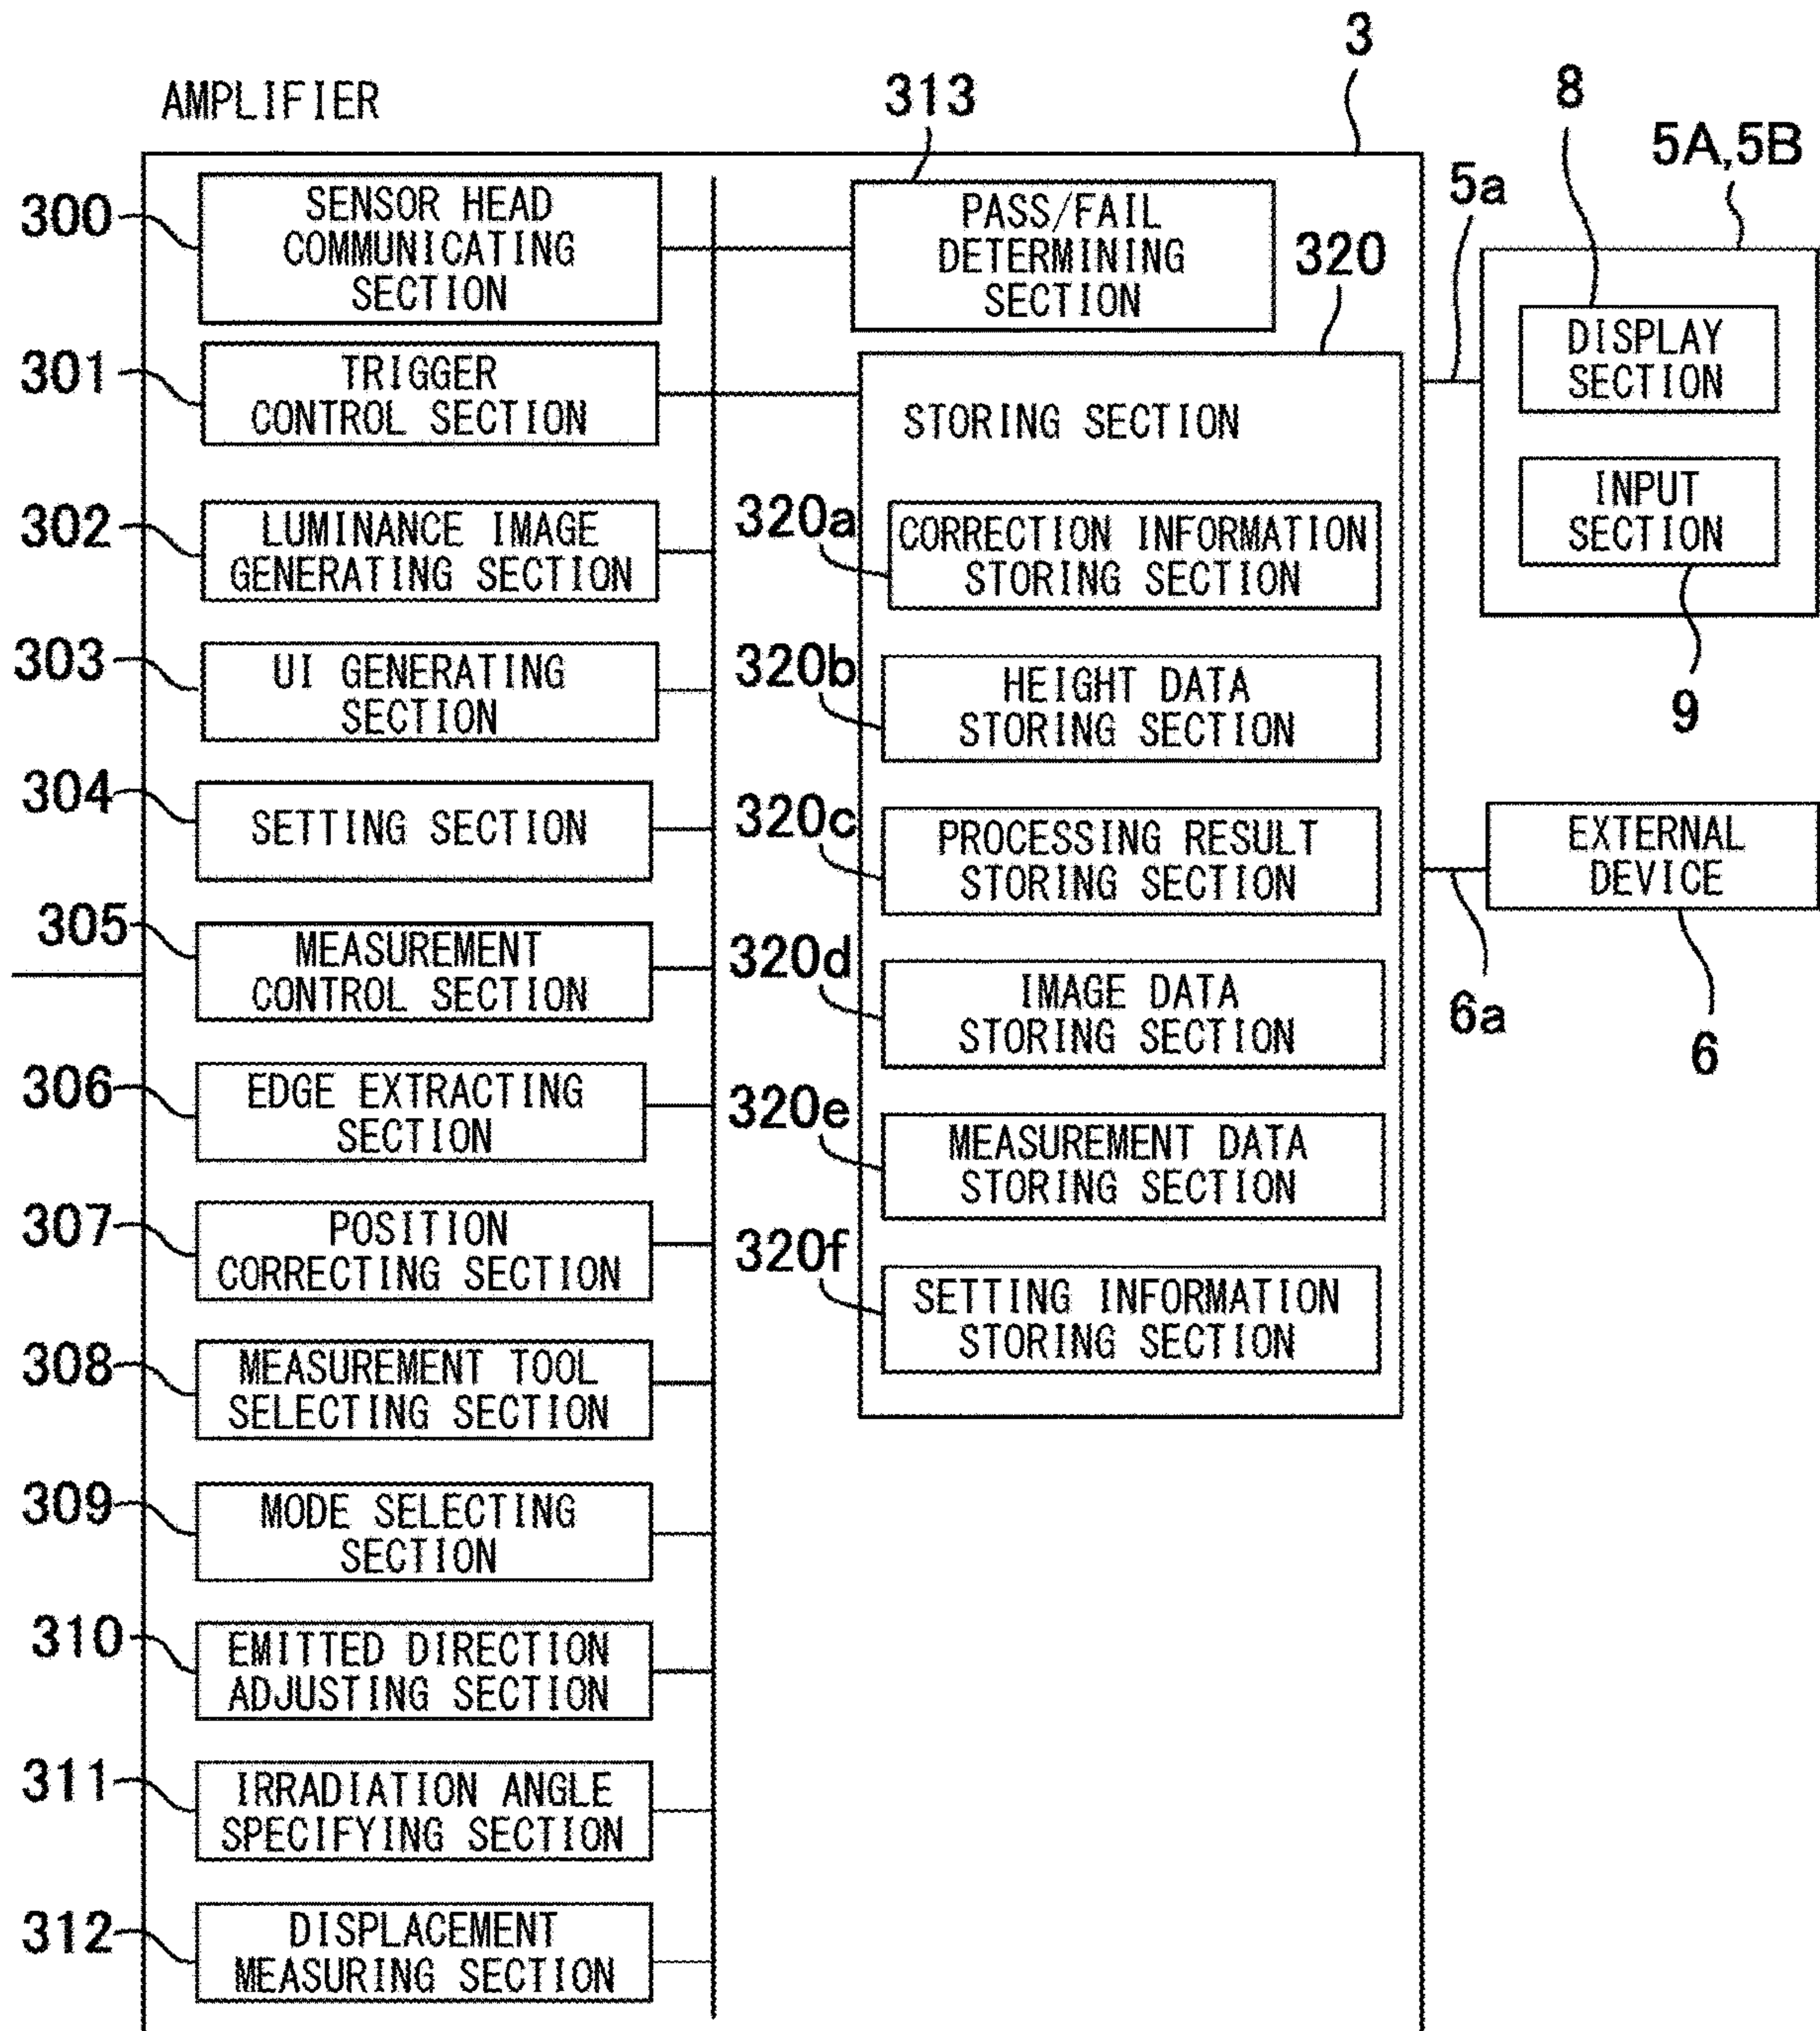 3
AMPLIFIER
313
8
5A,5B
5a
300
SENSOR HEAD
COMMUNICATING
SECTION
PASS/FAIL
DETERMINING
SECTION
320
301
TRIGGER
CONTROL SECTION
STORING SECTION
DISPLAY
SECTION
INPUT
SECTION
9
302
LUMINANCE IMAGE
GENERATING SECTION
320a
CORRECTION INFORMATION
STORING SECTION
303
UI GENERATING
SECTION
320b
HEIGHT DATA
STORING SECTION
304
SETTING SECTION
320c
PROCESSING RESULT
STORING SECTION
EXTERNAL
DEVICE
6a
6
305
MEASUREMENT
CONTROL SECTION
320d
IMAGE DATA
STORING SECTION
306
EDGE EXTRACTING
SECTION
320e
MEASUREMENT DATA
STORING SECTION
307
POSITION
CORRECTING SECTION
320f
SETTING INFORMATION
STORING SECTION
308
MEASUREMENT TOOL
SELECTING SECTION
309
MODE SELECTING
SECTION
310
EMITTED DIRECTION
ADJUSTING SECTION
311
IRRADIATION ANGLE
SPECIFYING SECTION
312
DISPLACEMENT
MEASURING SECTION